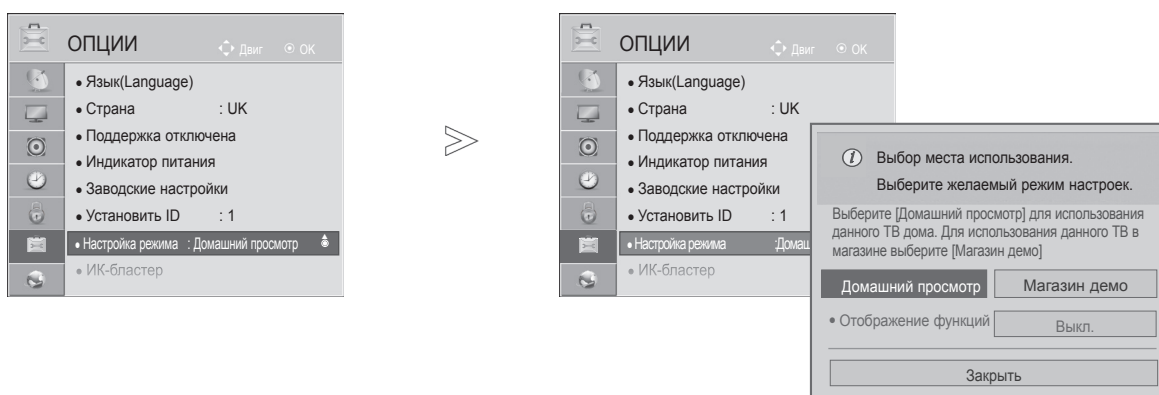 ОПЦИИ Двиг OK
• Язык(Language)
• Страна : UK
• Поддержка отключена
• Индикатор питания
• Заводские настройки
• Установить ID : 1
• Настройка режима : Домашний просмотр
• ИК-бластер
ОПЦИИ Двиг OK
• Язык(Language)
• Страна : UK
• Поддержка отключена
• Индикатор питания
• Заводские настройки
• Установить ID : 1
• Настройка режима :Домаш
• ИК-бластер
i Выбор места использования.
Выберите желаемый режим настроек.
Выберите [Домашний просмотр] для использования
данного ТВ дома. Для использования данного ТВ в
магазине выберите [Магазин демо]
Домашний просмотр Магазин демо
• Отображение функций Выкл.
Закрыть